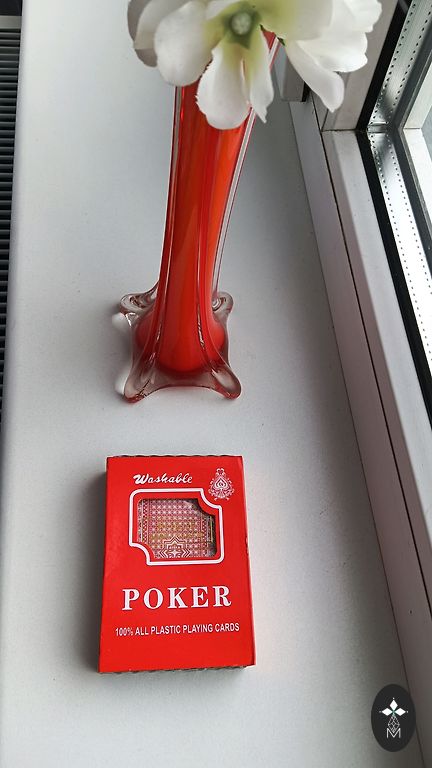 Washable
POKER
100% ALL PLASTIC PLAYING CARDS